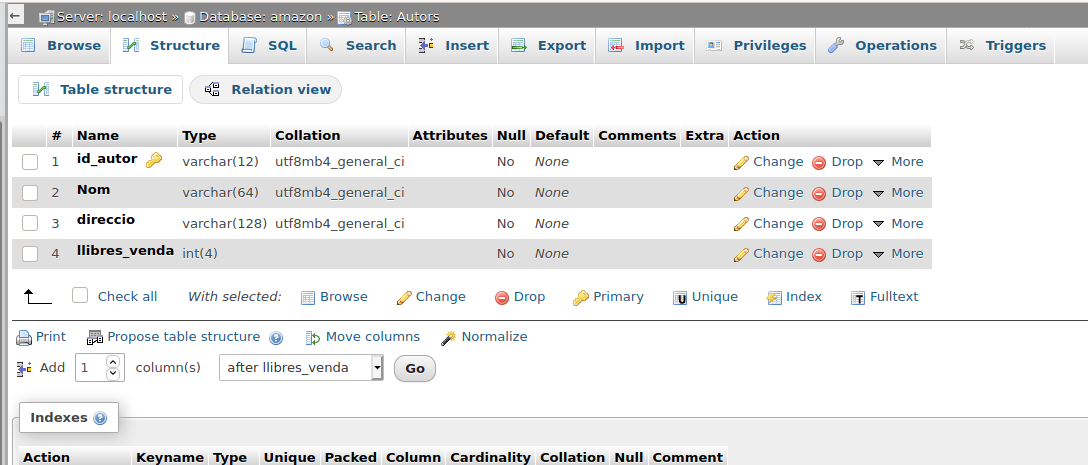 Server: localhost » Database: amazon » Table: Autors
Browse Structure SQL Search Insert Export Import Privileges Operations Triggers
Table structure Relation view
# Name Type Collation Attributes Null Default Comments Extra Action
1 id_autor varchar(12) utf8mb4_general_ci No None Change Drop More
2 Nom varchar(64) utf8mb4_general_ci No None Change Drop More
3 direccio varchar(128) utf8mb4_general_ci No None Change Drop More
4 llibres_venda int(4) No None Change Drop More
Check all With selected: Browse Change Drop Primary Unique Index Fulltext
Print Propose table structure Move columns Normalize
Add 1 column(s) after llibres_venda Go
Indexes
Action Keyname Type Unique Packed Column Cardinality Collation Null Comment